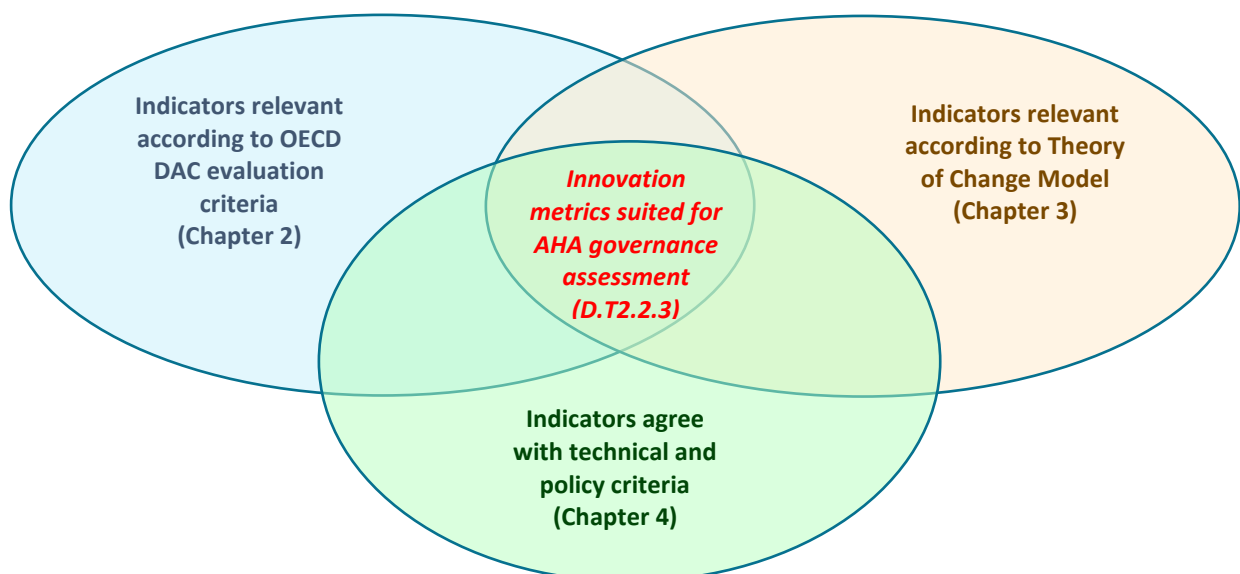 Indicators relevant
according to OECD
DAC evaluation
criteria
(Chapter 2)
Indicators relevant
according to Theory
of Change Model
(Chapter 3)
Innovation
metrics suited for
AHA governance
assessment
(D.T2.2.3)
Indicators agree
with technical and
policy criteria
(Chapter 4)